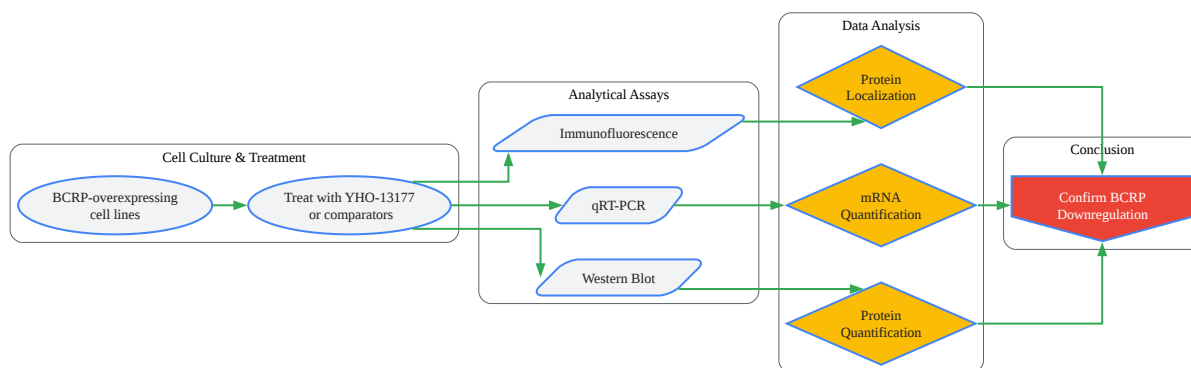 Cell Culture & Treatment
BCRP-overexpressing
cell lines
Treat with YHO-13177
or comparators
Analytical Assays
Immunofluorescence
qRT-PCR
Western Blot
Data Analysis
Protein
Localization
mRNA
Quantification
Protein
Quantification
Conclusion
Confirm BCRP
Downregulation